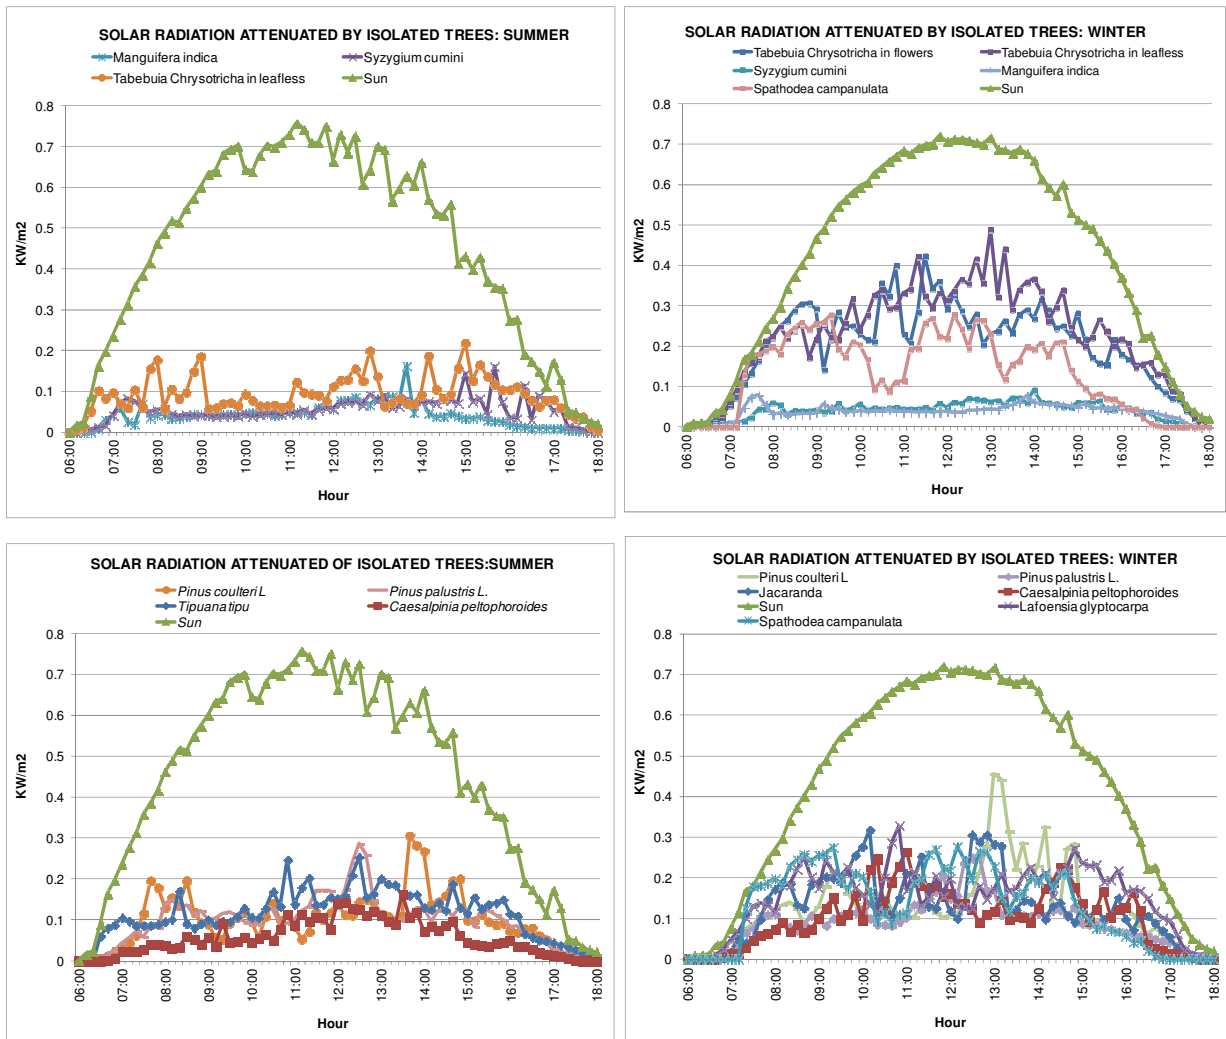 SOLAR RADIATION ATTENUATED BY ISOLATED TREES: SUMMER
Manguifera indica
Syzygium cumini
Tabebuia Chrysotricha in leafless
Sun
0.8
0.7
0.6
0.5
0.4
0.3
0.2
0.1
0
KW/m2
06:00
07:00
08:00
09:00
10:00
11:00
12:00
13:00
14:00
15:00
16:00
17:00
18:00
Hour
SOLAR RADIATION ATTENUATED BY ISOLATED TREES: WINTER
Tabebuia Chrysotricha in flowers
Tabebuia Chrysotricha in leafless
Syzygium cumini
Manguifera indica
Spathodea campanulata
Sun
0.8
0.7
0.6
0.5
0.4
0.3
0.2
0.1
0
KW/m2
06:00
07:00
08:00
09:00
10:00
11:00
12:00
13:00
14:00
15:00
16:00
17:00
18:00
Hour
SOLAR RADIATION ATTENUATED OF ISOLATED TREES:SUMMER
Pinus coulteri L
Pinus palustris L.
Tipuana tipu
Caesalpinia peltophoroides
Sun
0.8
0.7
0.6
0.5
0.4
0.3
0.2
0.1
0
KW/m2
06:00
07:00
08:00
09:00
10:00
11:00
12:00
13:00
14:00
15:00
16:00
17:00
18:00
Hour
SOLAR RADIATION ATTENUATED BY ISOLATED TREES: WINTER
Pinus coulteri L
Pinus palustris L.
Jacaranda
Caesalpinia peltophoroides
Sun
Lafoensia glyptocarpa
Spathodea campanulata
0.8
0.7
0.6
0.5
0.4
0.3
0.2
0.1
0
KW/m2
06:00
07:00
08:00
09:00
10:00
11:00
12:00
13:00
14:00
15:00
16:00
17:00
18:00
Hour